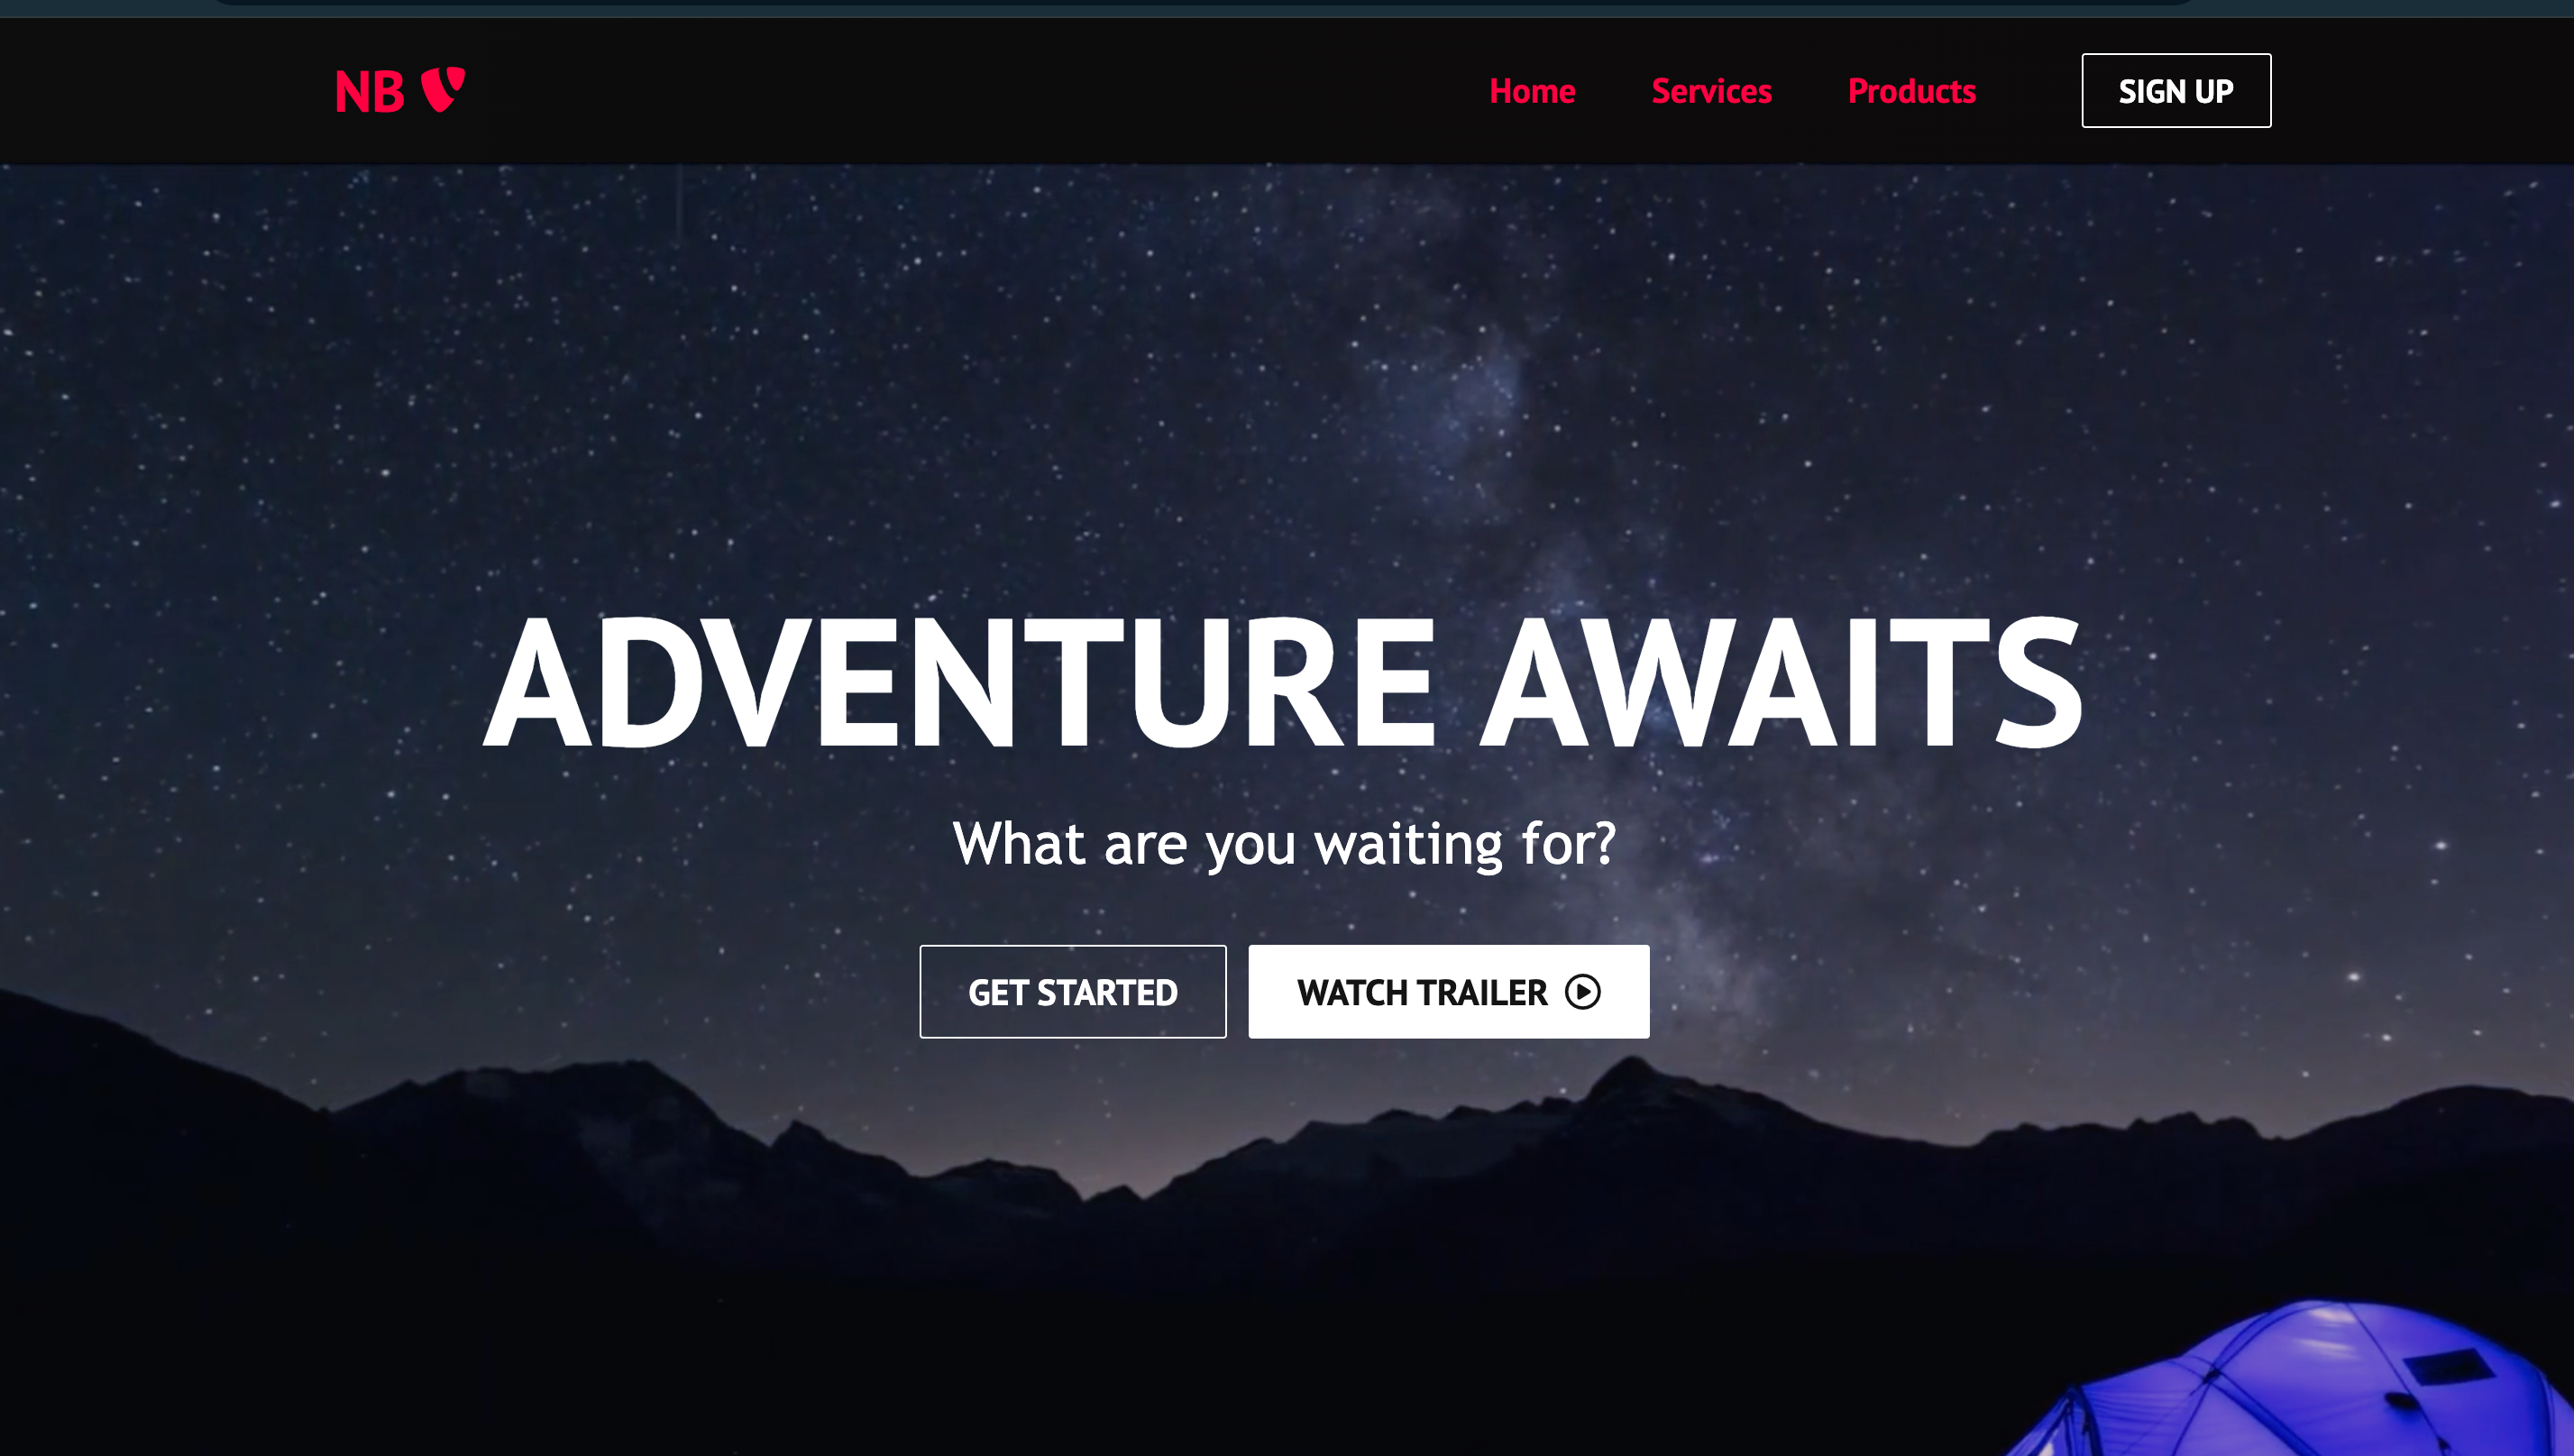 NB
Home Services Products SIGN UP
ADVENTURE AWAITS
What are you waiting for?
GET STARTED WATCH TRAILER